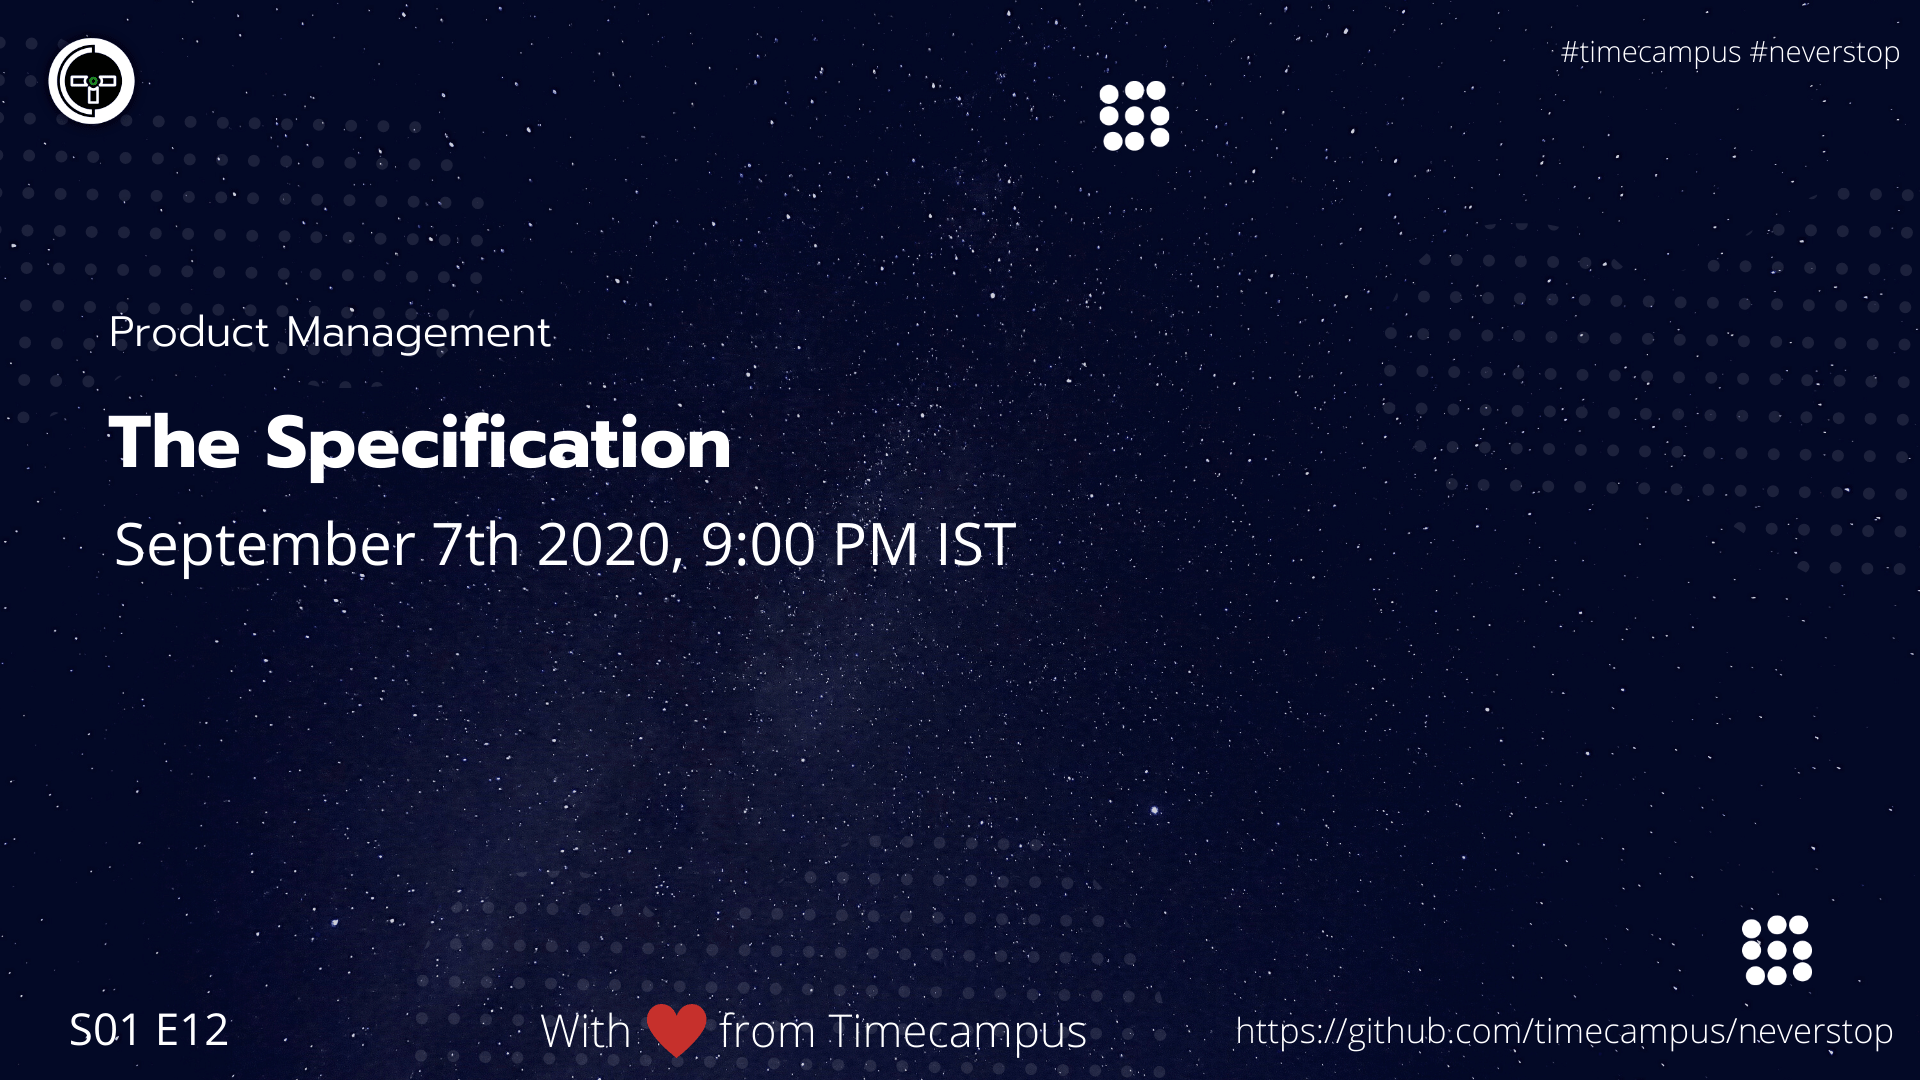 #timecampus #neverstop
Product Management
The Specification
September 7th 2020, 9:00 PM IST
S01 E12
With ❤ from Timecampus
https://github.com/timecampus/neverstop